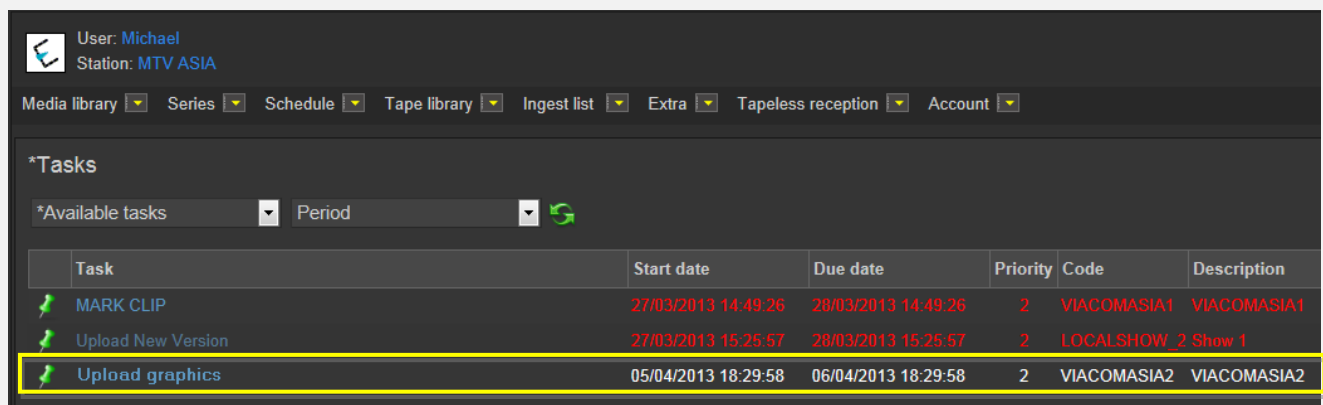 User: Michael
Station: MTV ASIA
Media library Series Schedule Tape library Ingest list Extra Tapeless reception Account
*Tasks
*Available tasks Period
Task Start date Due date Priority Code Description
MARK CLIP 27/03/2013 14:49:26 28/03/2013 14:49:26 2 VIACOMASIA1 VIACOMASIA1
Upload New Version 27/03/2013 15:25:57 28/03/2013 15:25:57 2 LOCALSHOW_2 Show 1
Upload graphics 05/04/2013 18:29:58 06/04/2013 18:29:58 2 VIACOMASIA2 VIACOMASIA2